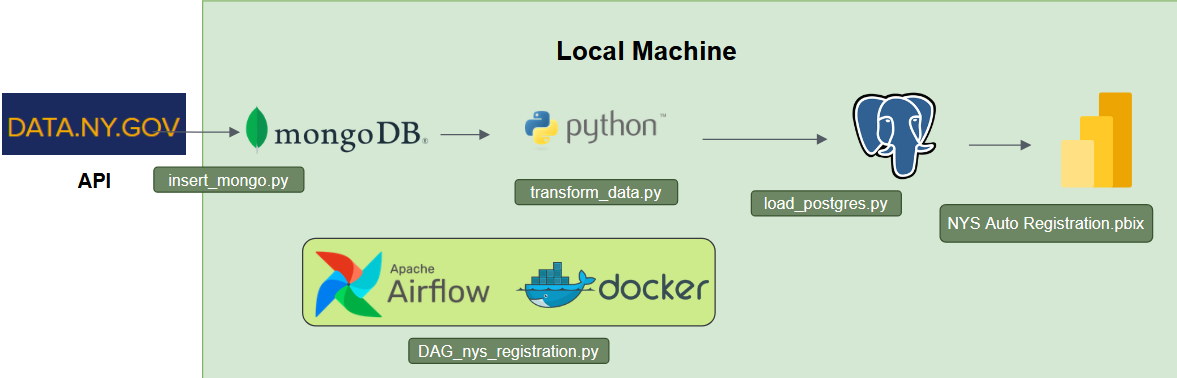 Local Machine
DATA.NY.GOV
mongoDB®
python™
API
insert_mongo.py
transform_data.py
load_postgres.py
NYS Auto Registration.pbix
Apache
Airflow
docker
DAG_nys_registration.py